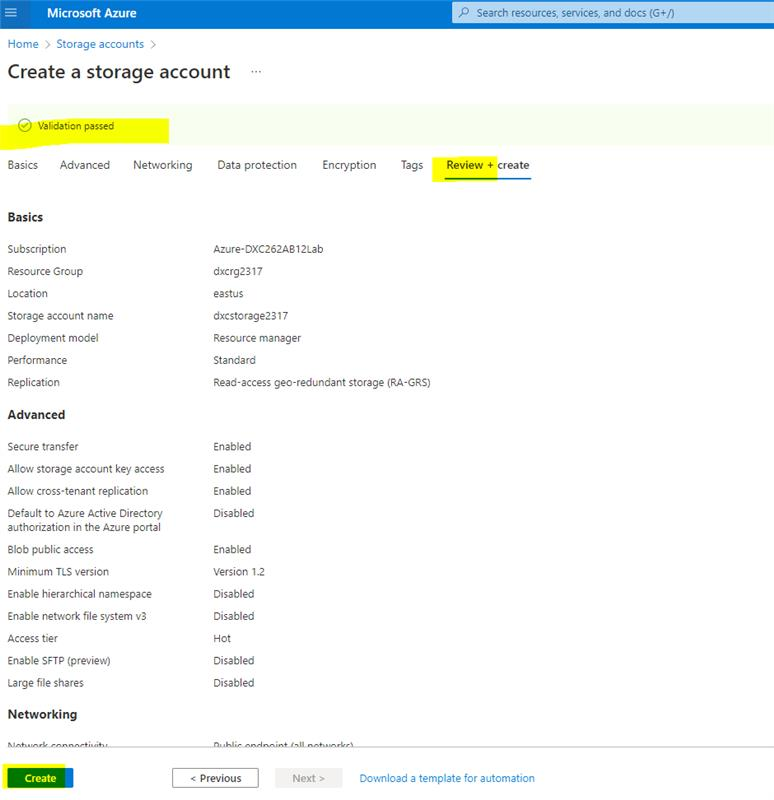 Microsoft Azure
Search resources, services, and docs (G+/)
Home > Storage accounts >
Create a storage account ...
Validation passed
Basics Advanced Networking Data protection Encryption Tags Review + create
Basics
Subscription Azure-DXC262AB12Lab
Resource Group dxcrg2317
Location eastus
Storage account name dxcstorage2317
Deployment model Resource manager
Performance Standard
Replication Read-access geo-redundant storage (RA-GRS)
Advanced
Secure transfer Enabled
Allow storage account key access Enabled
Allow cross-tenant replication Enabled
Default to Azure Active Directory Disabled
authorization in the Azure portal
Blob public access Enabled
Minimum TLS version Version 1.2
Enable hierarchical namespace Disabled
Enable network file system v3 Disabled
Access tier Hot
Enable SFTP (preview) Disabled
Large file shares Disabled
Networking
Network connectivity Public endpoint (all networks)
Create < Previous Next > Download a template for automation